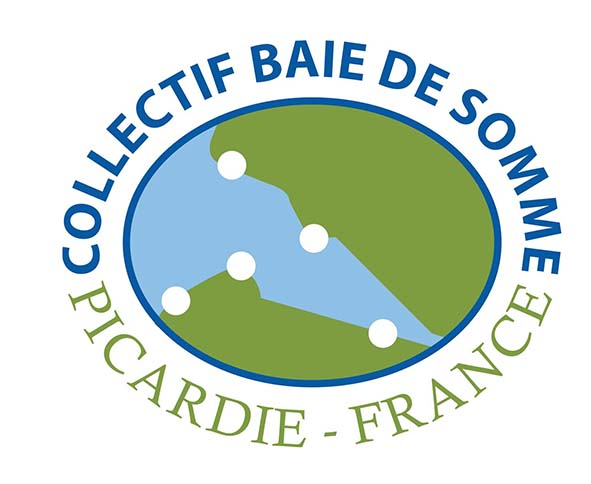 COLLECTIF BAIE DE SOMME
PICARDIE - FRANCE